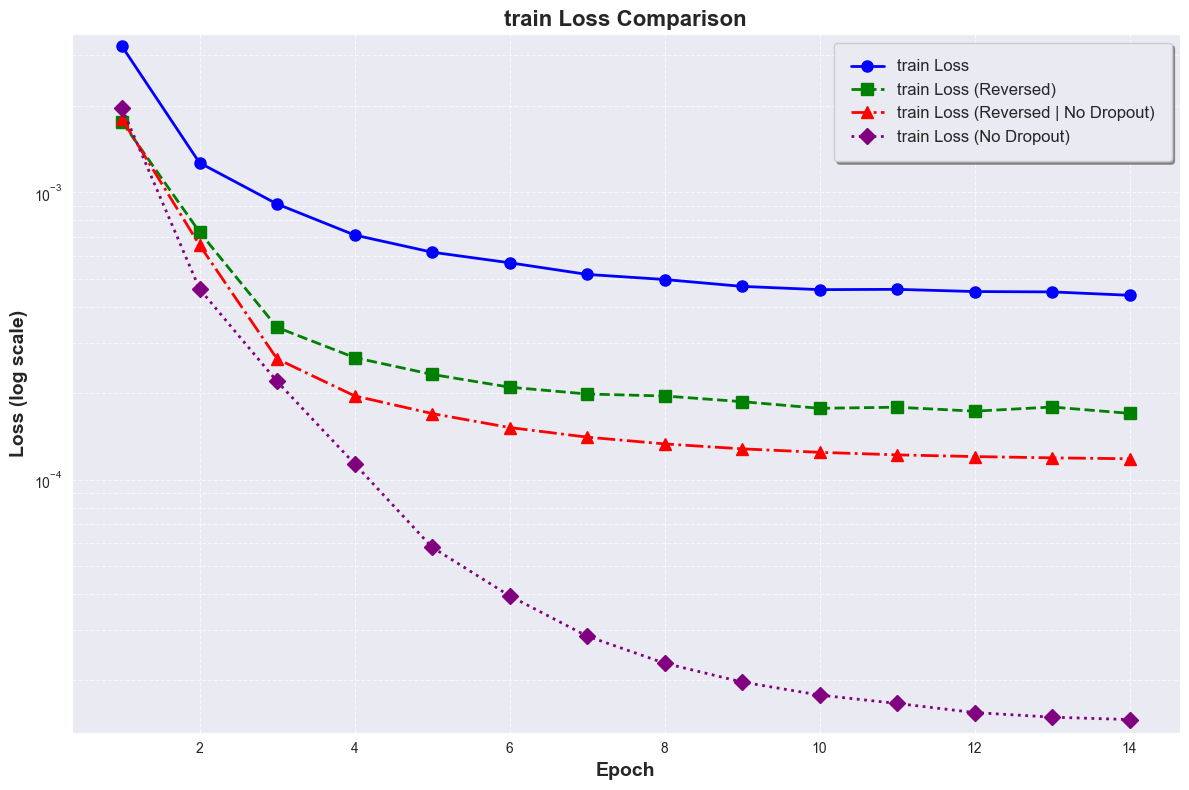 train Loss Comparison
train Loss
train Loss (Reversed)
train Loss (Reversed | No Dropout)
train Loss (No Dropout)
Loss (log scale)
10⁻³
10⁻⁴
2 4 6 8 10 12 14
Epoch